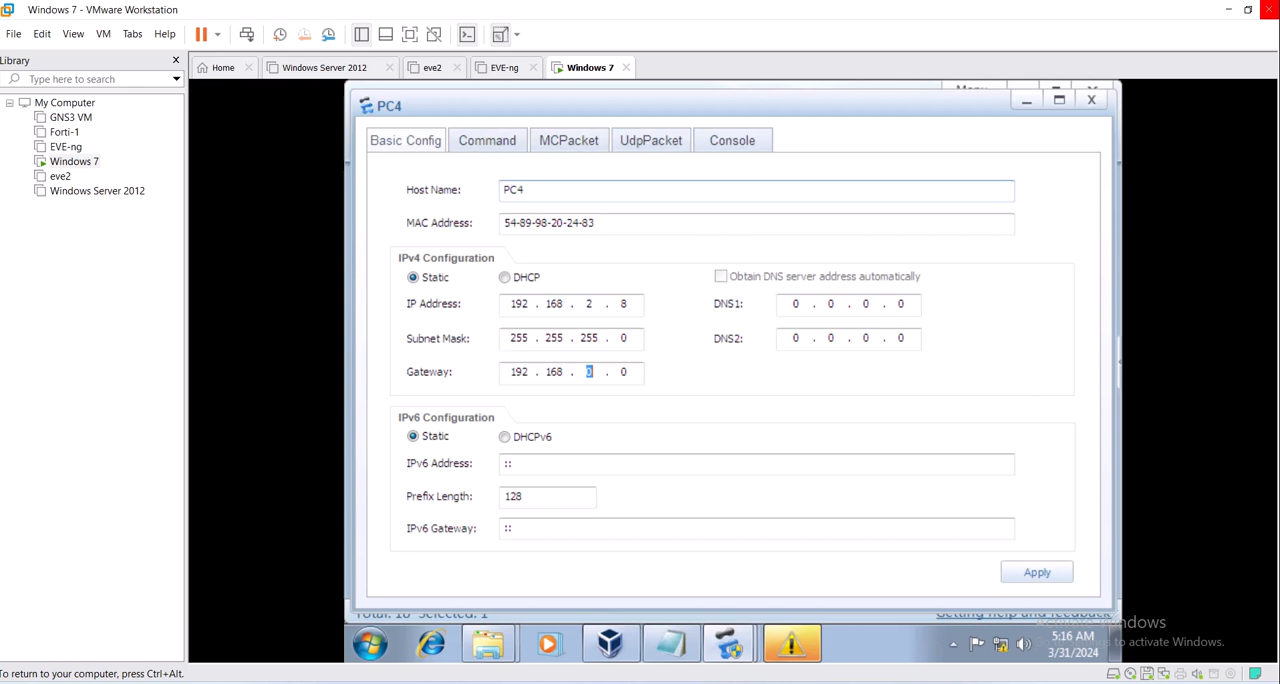 Windows 7 - VMware Workstation
File Edit View VM Tabs Help
Library
Type here to search
Home
Windows Server 2012
eve2
EVE-ng
Windows 7
My Computer
GNS3 VM
Forti-1
EVE-ng
Windows 7
eve2
Windows Server 2012
PC4
Basic Config Command MCPacket UdpPacket Console
Host Name: PC4
MAC Address: 54-89-98-20-24-83
IPv4 Configuration
Static DHCP Obtain DNS server address automatically
IP Address: 192 . 168 . 2 . 8 DNS1: 0 . 0 . 0 . 0
Subnet Mask: 255 . 255 . 255 . 0 DNS2: 0 . 0 . 0 . 0
Gateway: 192 . 168 . 0 . 0
IPv6 Configuration
Static DHCPv6
IPv6 Address: ::
Prefix Length: 128
IPv6 Gateway: ::
Apply
Total: 18 Selected: 1 Getting help and feedback
Activate Windows
to activate Windows.
5:16 AM
3/31/2024
To return to your computer, press Ctrl+Alt.